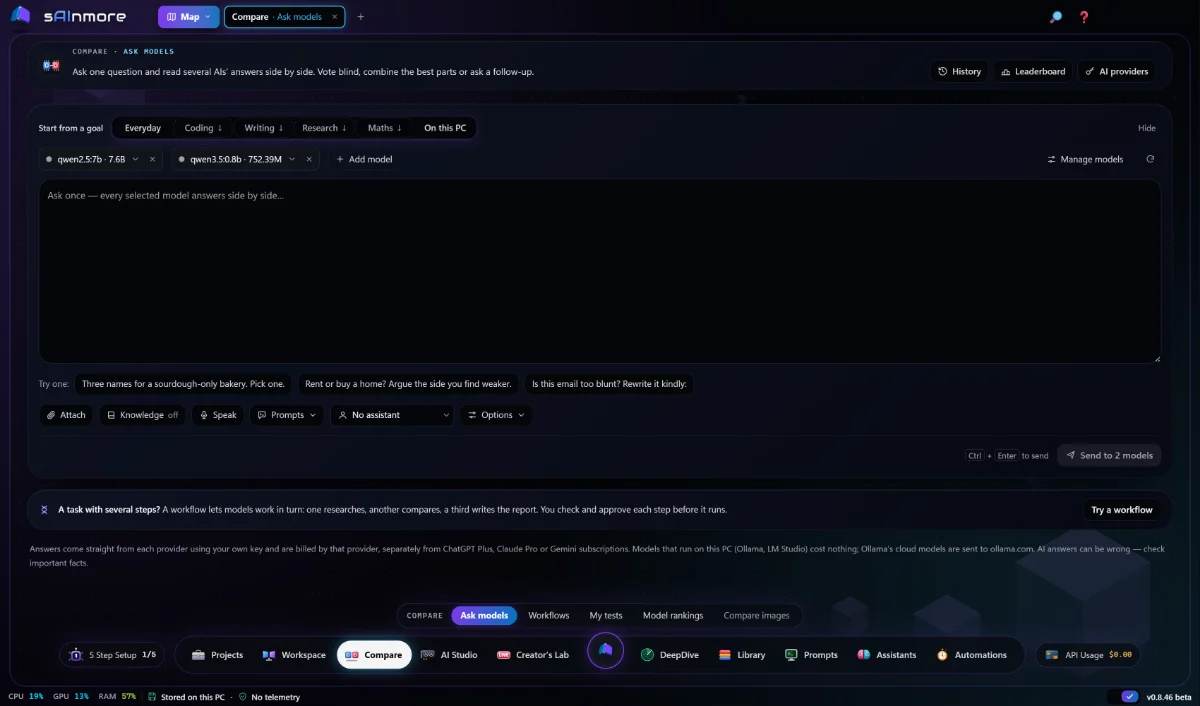 sAInmore
Map
Compare · Ask models ×
+
?
COMPARE · ASK MODELS
Ask one question and read several AIs' answers side by side. Vote blind, combine the best parts or ask a follow-up.
History
Leaderboard
AI providers
Start from a goal
Everyday
Coding ↓
Writing ↓
Research ↓
Maths ↓
On this PC
Hide
qwen2.5:7b · 7.6B ×
qwen3.5:0.8b · 752.39M ×
+ Add model
Manage models
Ask once — every selected model answers side by side...
Try one:
Three names for a sourdough-only bakery. Pick one.
Rent or buy a home? Argue the side you find weaker.
Is this email too blunt? Rewrite it kindly:
Attach
Knowledge off
Speak
Prompts
No assistant
Options
Ctrl + Enter to send
Send to 2 models
A task with several steps? A workflow lets models work in turn: one researches, another compares, a third writes the report. You check and approve each step before it runs.
Try a workflow
Answers come straight from each provider using your own key and are billed by that provider, separately from ChatGPT Plus, Claude Pro or Gemini subscriptions. Models that run on this PC (Ollama, LM Studio) cost nothing; Ollama's cloud models are sent to ollama.com. AI answers can be wrong — check
important facts.
COMPARE
Ask models
Workflows
My tests
Model rankings
Compare images
5 Step Setup 1/5
Projects
Workspace
Compare
AI Studio
Creator's Lab
DeepDive
Library
Prompts
Assistants
Automations
API Usage $0.00
CPU 19% GPU 13% RAM 57% Stored on this PC · No telemetry
v0.8.46 beta